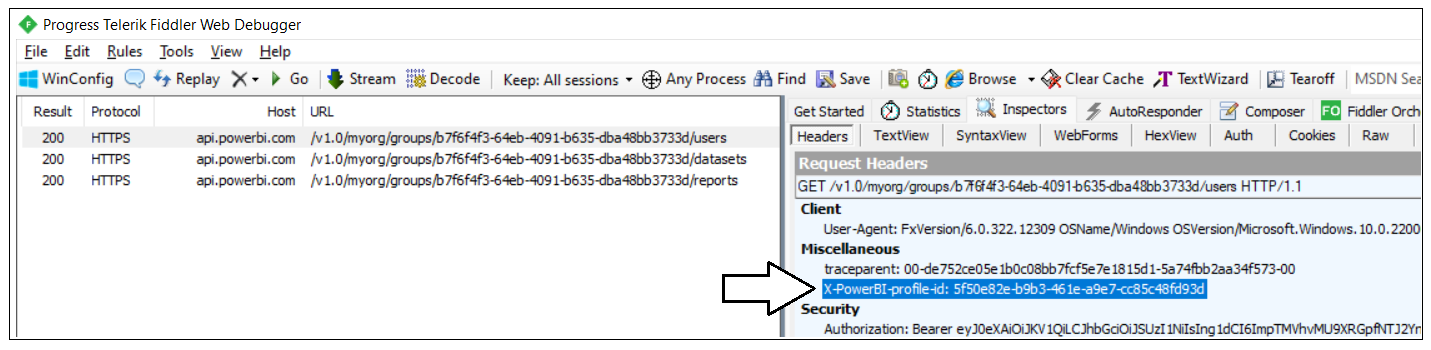 Progress Telerik Fiddler Web Debugger
File Edit Rules Tools View Help
WinConfig Replay Go Stream Decode Keep: All sessions Any Process Find Save Browse Clear Cache TextWizard Tearoff MSDN Sea
Result Protocol Host URL
200 HTTPS api.powerbi.com /v1.0/myorg/groups/b7f6f4f3-64eb-4091-b635-dba48bb3733d/users
200 HTTPS api.powerbi.com /v1.0/myorg/groups/b7f6f4f3-64eb-4091-b635-dba48bb3733d/datasets
200 HTTPS api.powerbi.com /v1.0/myorg/groups/b7f6f4f3-64eb-4091-b635-dba48bb3733d/reports
Get Started Statistics Inspectors AutoResponder Composer FO Fiddler Orch
Headers TextView SyntaxView WebForms HexView Auth Cookies Raw
Request Headers
GET /v1.0/myorg/groups/b7f6f4f3-64eb-4091-b635-dba48bb3733d/users HTTP/1.1
Client
User-Agent: FxVersion/6.0.322.12309 OSName/Windows OSVersion/Microsoft.Windows.10.0.2200
Miscellaneous
traceparent: 00-de752ce05e1b0c08bb7fcf5e7e1815d1-5a74fbb2aa34f573-00
X-PowerBI-profile-id: 5f50e82e-b9b3-461e-a9e7-cc85c48fd93d
Security
Authorization: Bearer eyJ0eXAiOiJKV1QiLCJhbGciOiJSUzI1NiIsIng1dCI6ImpTMVhvMU9XRGpfNTJ2Yn